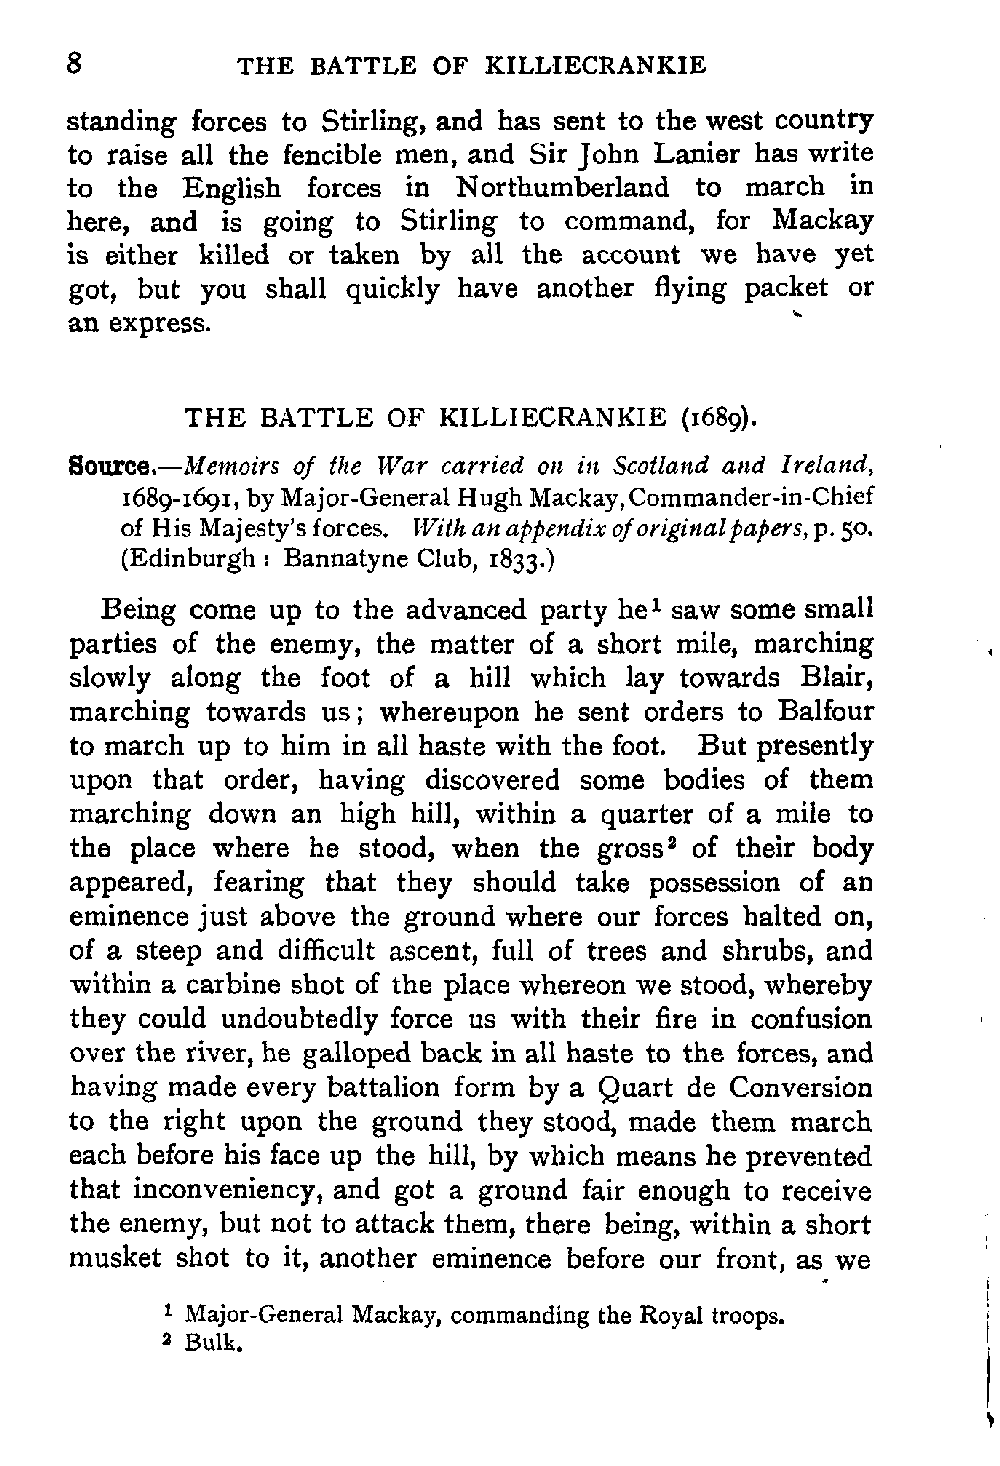 8 THE BATTLE OF KILLIECRANKIE
standing forces to Stirling, and has sent to the west country
to raise all the fencible men, and Sir John Lanier has write
to the English forces in Northumberland to march in
here, and is going to Stirling to command, for Mackay
is either killed or taken by all the account we have yet
got, but you shall quickly have another flying packet or
an express.
THE BATTLE OF KILLIECRANKIE (1689).
Source.—Memoirs of the War carried on in Scotland and Ireland,
1689-1691, by Major-General Hugh Mackay, Commander-in-Chief
of His Majesty's forces. With an appendix of original papers, p. 50.
(Edinburgh: Bannatyne Club, 1833.)
Being come up to the advanced party he¹ saw some small
parties of the enemy, the matter of a short mile, marching
slowly along the foot of a hill which lay towards Blair,
marching towards us; whereupon he sent orders to Balfour
to march up to him in all haste with the foot. But presently
upon that order, having discovered some bodies of them
marching down an high hill, within a quarter of a mile to
the place where he stood, when the gross² of their body
appeared, fearing that they should take possession of an
eminence just above the ground where our forces halted on,
of a steep and difficult ascent, full of trees and shrubs, and
within a carbine shot of the place whereon we stood, whereby
they could undoubtedly force us with their fire in confusion
over the river, he galloped back in all haste to the forces, and
having made every battalion form by a Quart de Conversion
to the right upon the ground they stood, made them march
each before his face up the hill, by which means he prevented
that inconveniency, and got a ground fair enough to receive
the enemy, but not to attack them, there being, within a short
musket shot to it, another eminence before our front, as we
¹ Major-General Mackay, commanding the Royal troops.
² Bulk.